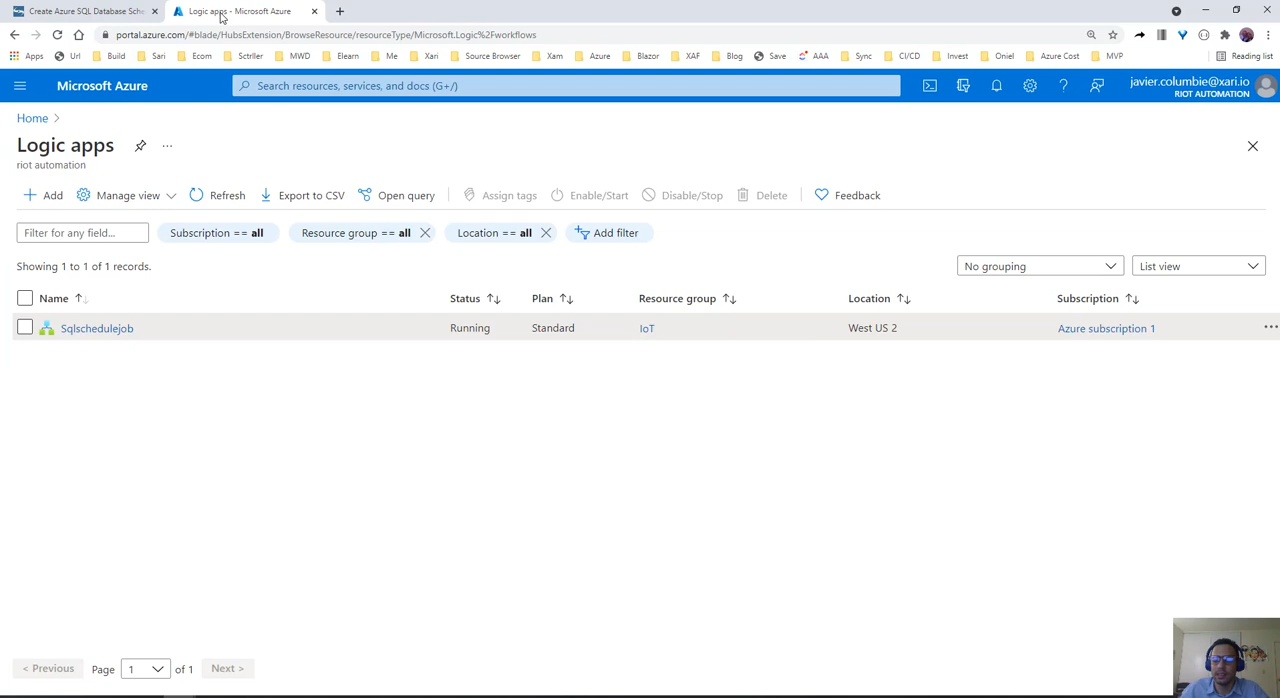 Create Azure SQL Database Sche
Logic apps - Microsoft Azure
portal.azure.com/#blade/HubsExtension/BrowseResource/resourceType/Microsoft.Logic%2Fworkflows
Apps Url Build Sari Ecom Sctrller MWD Elearn Me Xari Source Browser Xam Azure Blazor XAF Blog Save AAA Sync CI/CD Invest Oniel Azure Cost MVP Reading list
Microsoft Azure
Search resources, services, and docs (G+/)
javier.columbie@xari.io
RIOT AUTOMATION
Home
Logic apps
riot automation
Add Manage view Refresh Export to CSV Open query Assign tags Enable/Start Disable/Stop Delete Feedback
Filter for any field... Subscription == all Resource group == all Location == all Add filter
Showing 1 to 1 of 1 records. No grouping List view
Name Status Plan Resource group Location Subscription
Sqlschedulejob Running Standard IoT West US 2 Azure subscription 1
< Previous Page 1 of 1 Next >